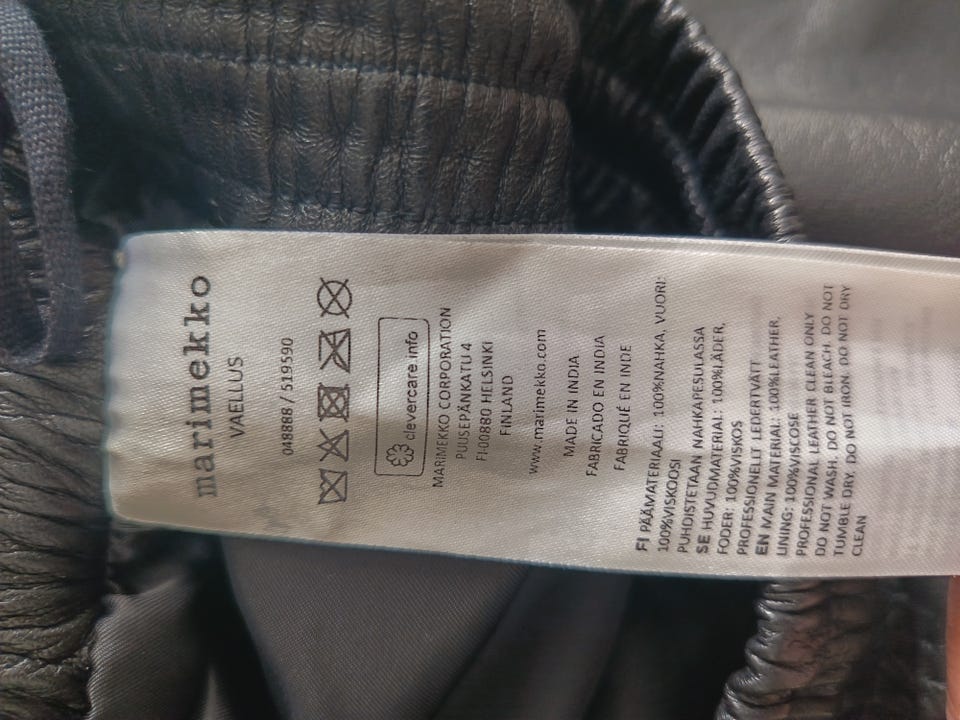 marimekko
VAELLUS
048888 / 519590
clevercare.info
MARIMEKKO CORPORATION
PUUSEPÄNKATU 4
FI-00880 HELSINKI
FINLAND
www.marimekko.com
MADE IN INDIA
FABRICADO EN INDIA
FABRIQUÉ EN INDE
FI PÄÄMATERIAALI: 100%NAHKA, VUORI:
100%VISKOOSI
PUHDISTETAAN NAHKAPESULASSA
SE HUVUDMATERIAL: 100%LÄDER,
FODER: 100%VISKOS
PROFESSIONELLT LÄDERTVÄTT
EN MAIN MATERIAL: 100%LEATHER,
LINING: 100%VISCOSE
PROFESSIONAL LEATHER CLEAN ONLY
DO NOT WASH. DO NOT BLEACH. DO NOT
TUMBLE DRY. DO NOT IRON. DO NOT DRY
CLEAN